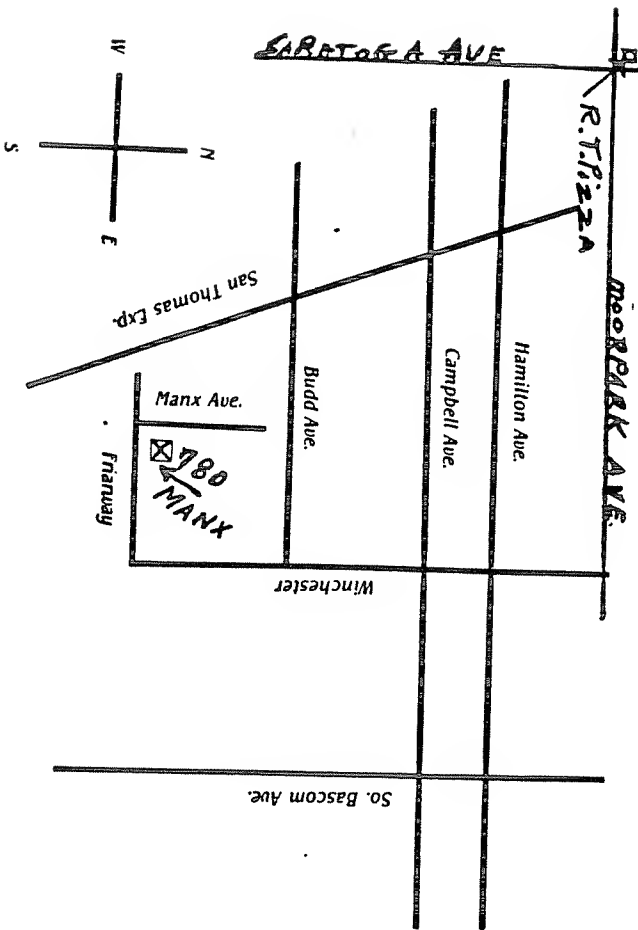 SARATOGA AVE
R.T. PizzA
MOORPARK AVE.
W
N
S
E
San Thomas Exp.
Hamilton Ave.
Campbell Ave.
Budd Ave.
Manx Ave.
780
MANX
Friarway
Winchester
So. Bascom Ave.